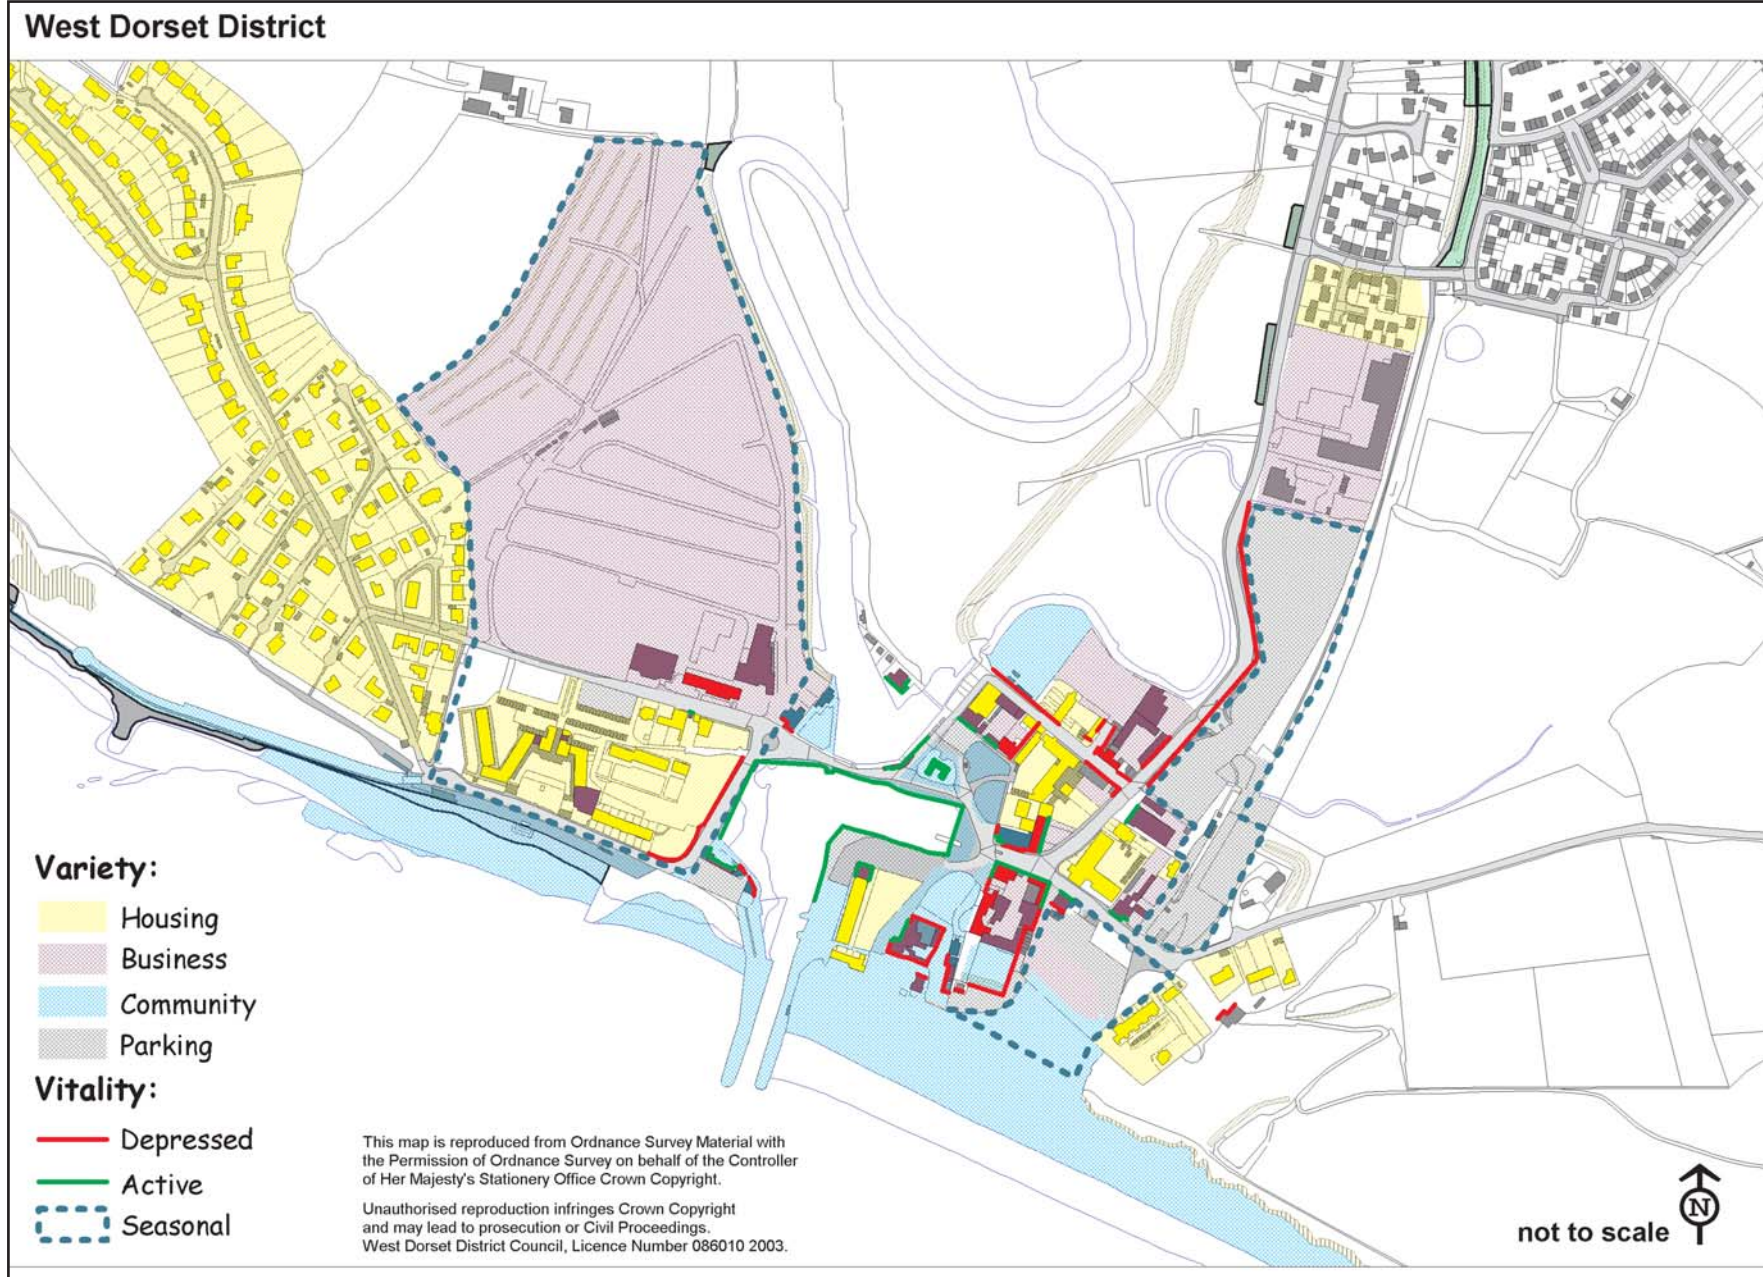 West Dorset District
Variety:
Housing
Business
Community
Parking
Vitality:
Depressed
Active
Seasonal
This map is reproduced from Ordnance Survey Material with
the Permission of Ordnance Survey on behalf of the Controller
of Her Majesty's Stationery Office Crown Copyright.
Unauthorised reproduction infringes Crown Copyright
and may lead to prosecution or Civil Proceedings.
West Dorset District Council, Licence Number 086010 2003.
not to scale
N